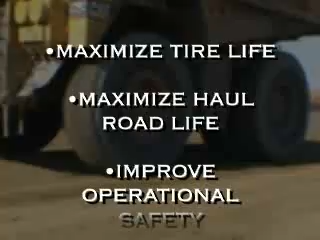 •MAXIMIZE TIRE LIFE
•MAXIMIZE HAUL
ROAD LIFE
•IMPROVE
OPERATIONAL
SAFETY